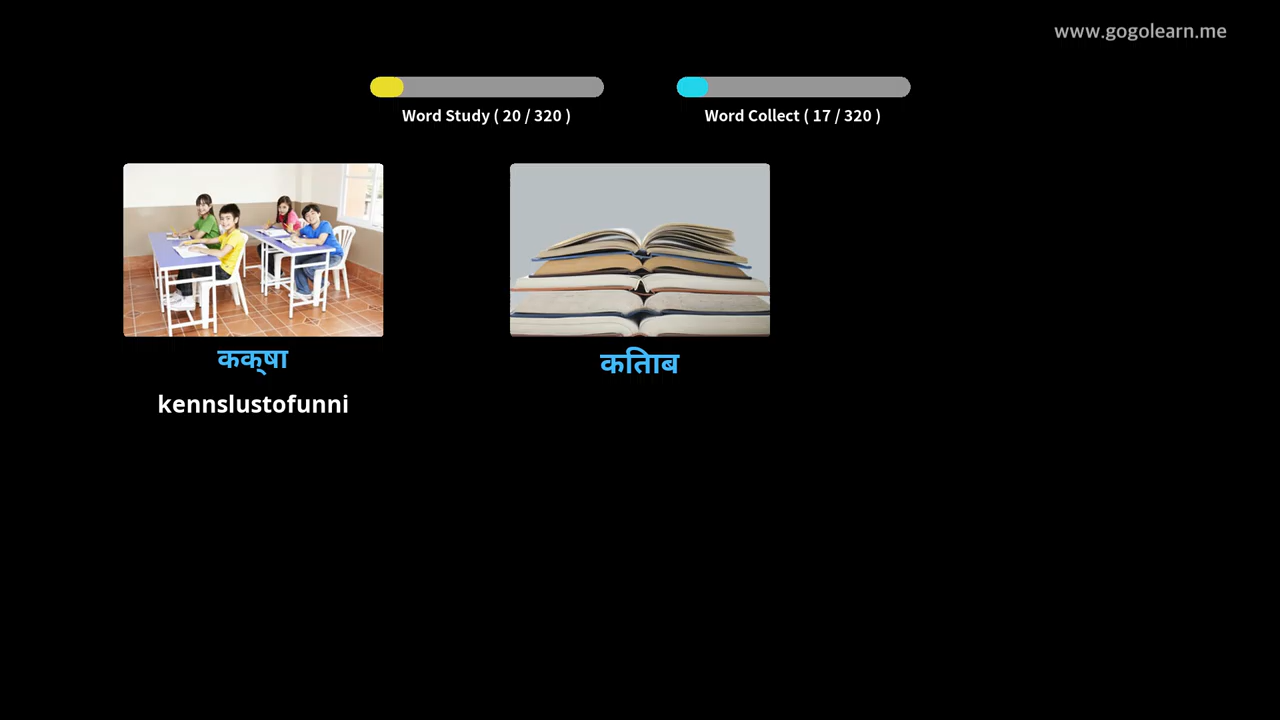 www.gogolearn.me
Word Study ( 20 / 320 )
Word Collect ( 17 / 320 )
कक्षा
किताब
kennslustofunni